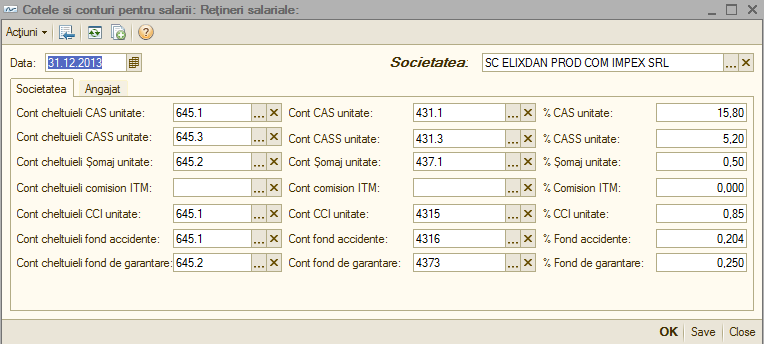 Cotele si conturi pentru salarii: Rețineri salariale:
Acțiuni
Data: 31.12.2013 Societatea: SC ELIXDAN PROD COM IMPEX SRL ...
Societatea Angajat
Cont cheltuieli CAS unitate: 645.1 ... Cont CAS unitate: 431.1 ... % CAS unitate: 15,80
Cont cheltuieli CASS unitate: 645.3 ... Cont CASS unitate: 431.3 ... % CASS unitate: 5,20
Cont cheltuieli Șomaj unitate: 645.2 ... Cont Șomaj unitate: 437.1 ... % Șomaj unitate: 0,50
Cont cheltuieli comision ITM: ... Cont comision ITM: ... % Comision ITM: 0,000
Cont cheltuieli CCI unitate: 645.1 ... Cont CCI unitate: 4315 ... % CCI unitate: 0,85
Cont cheltuieli fond accidente: 645.1 ... Cont fond accidente: 4316 ... % Fond accidente: 0,204
Cont cheltuieli fond de garantare: 645.2 ... Cont fond de garantare: 4373 ... % Fond de garantare: 0,250
OK Save Close